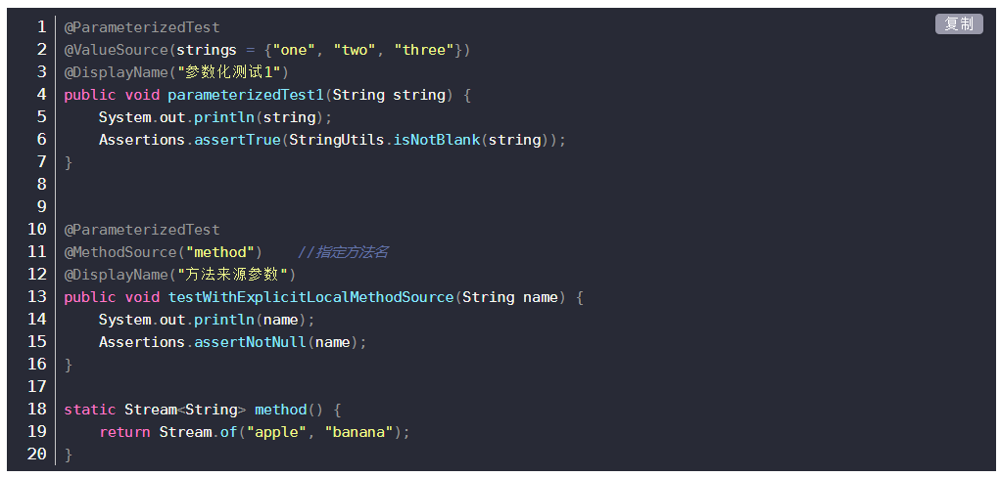 复制
1 @ParameterizedTest
2 @ValueSource(strings = {"one", "two", "three"})
3 @DisplayName("参数化测试1")
4 public void parameterizedTest1(String string) {
5     System.out.println(string);
6     Assertions.assertTrue(StringUtils.isNotBlank(string));
7 }
8
9
10 @ParameterizedTest
11 @MethodSource("method")    //指定方法名
12 @DisplayName("方法来源参数")
13 public void testWithExplicitLocalMethodSource(String name) {
14     System.out.println(name);
15     Assertions.assertNotNull(name);
16 }
17
18 static Stream<String> method() {
19     return Stream.of("apple", "banana");
20 }